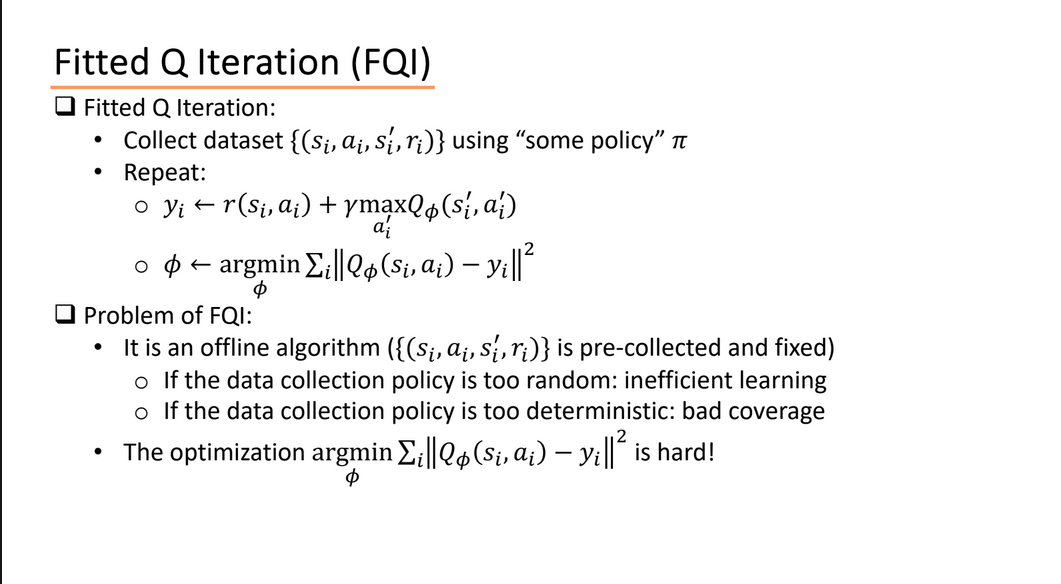 Fitted Q Iteration (FQI)
❑ Fitted Q Iteration:
• Collect dataset {(sᵢ, aᵢ, sᵢ′, rᵢ)} using “some policy” π
• Repeat:
○ yᵢ ← r(sᵢ, aᵢ) + γ max Q_ϕ(sᵢ′, aᵢ′)
aᵢ′
○ ϕ ← argmin ∑ᵢ‖Q_ϕ(sᵢ, aᵢ) − yᵢ‖²
ϕ
❑ Problem of FQI:
• It is an offline algorithm ({(sᵢ, aᵢ, sᵢ′, rᵢ)} is pre-collected and fixed)
○ If the data collection policy is too random: inefficient learning
○ If the data collection policy is too deterministic: bad coverage
• The optimization argmin ∑ᵢ‖Q_ϕ(sᵢ, aᵢ) − yᵢ‖² is hard!
ϕ